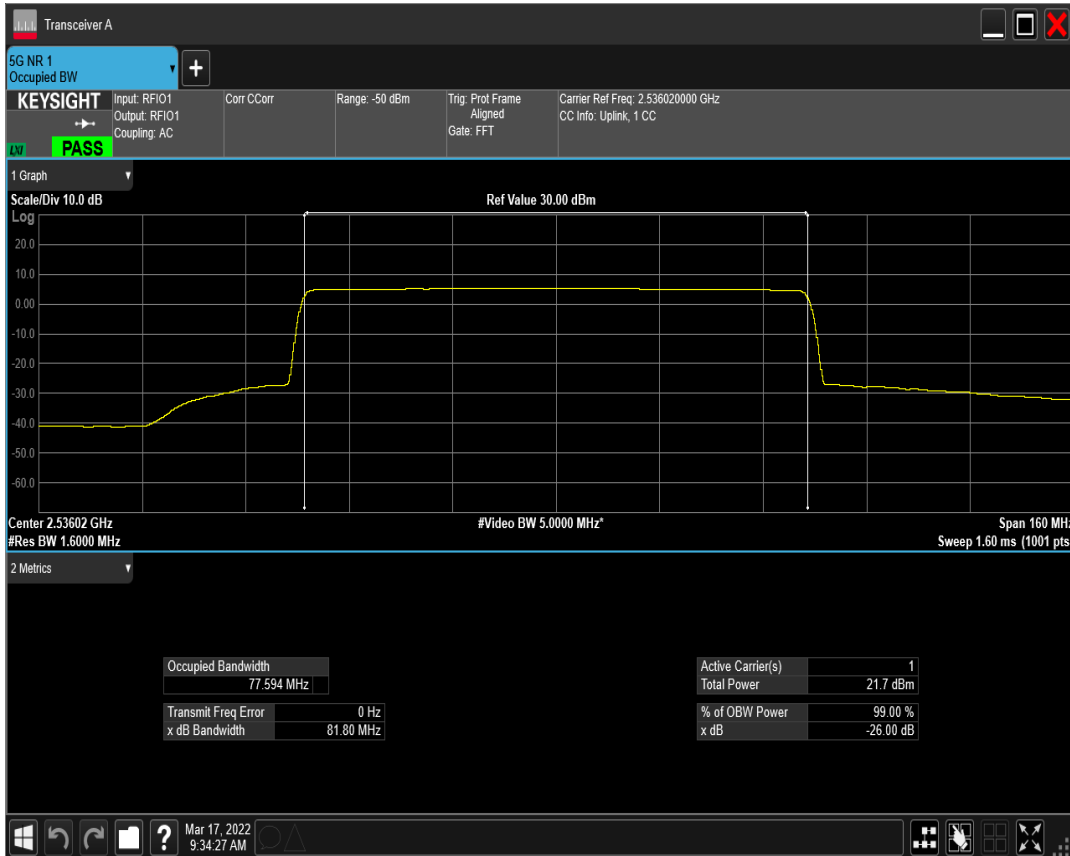 Transceiver A
5G NR 1
Occupied BW
KEYSIGHT
LXI
PASS
Input: RFIO1
Output: RFIO1
Coupling: AC
Corr CCorr
Range: -50 dBm
Trig: Prot Frame
Aligned
Gate: FFT
Carrier Ref Freq: 2.536020000 GHz
CC Info: Uplink, 1 CC
1 Graph
Scale/Div 10.0 dB
Ref Value 30.00 dBm
Log
20.0
10.0
0.00
-10.0
-20.0
-30.0
-40.0
-50.0
-60.0
Center 2.53602 GHz
#Video BW 5.0000 MHz*
Span 160 MHz
#Res BW 1.6000 MHz
Sweep 1.60 ms (1001 pts
2 Metrics
Occupied Bandwidth
77.594 MHz
Transmit Freq Error 0 Hz
x dB Bandwidth 81.80 MHz
Active Carrier(s) 1
Total Power 21.7 dBm
% of OBW Power 99.00 %
x dB -26.00 dB
?
Mar 17, 2022
9:34:27 AM